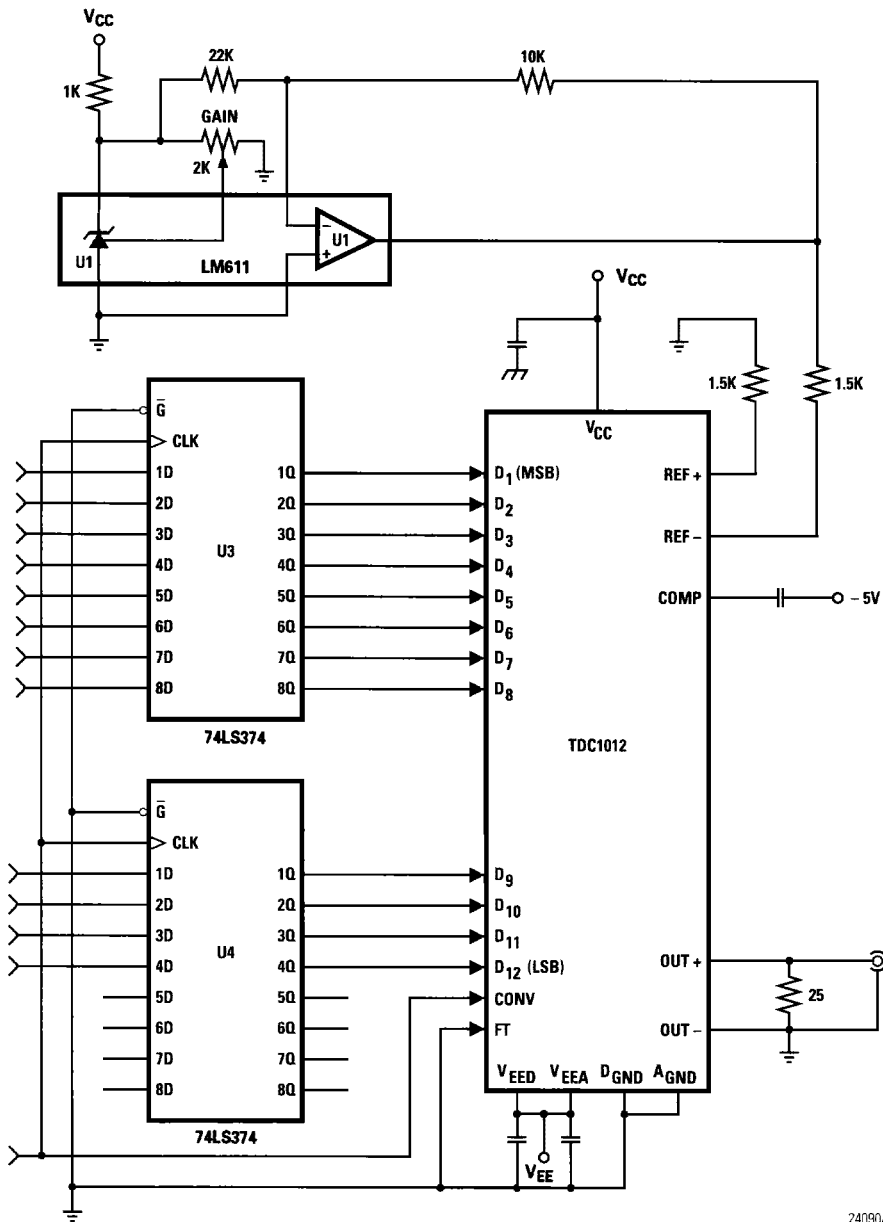 VCC
22K
10K
1K
GAIN
2K
U1
−
+
U1
LM611
VCC
1.5K
1.5K
G̅
CLK
1D
2D
3D
4D
5D
6D
7D
8D
U3
1Q
2Q
3Q
4Q
5Q
6Q
7Q
8Q
74LS374
G̅
CLK
1D
2D
3D
4D
5D
6D
7D
8D
U4
1Q
2Q
3Q
4Q
5Q
6Q
7Q
8Q
74LS374
VCC
D1 (MSB)
D2
D3
D4
D5
D6
D7
D8
D9
D10
D11
D12 (LSB)
CONV
FT
TDC1012
REF +
REF −
COMP
− 5V
OUT +
25
OUT −
VEED
VEEA
DGND
AGND
VEE